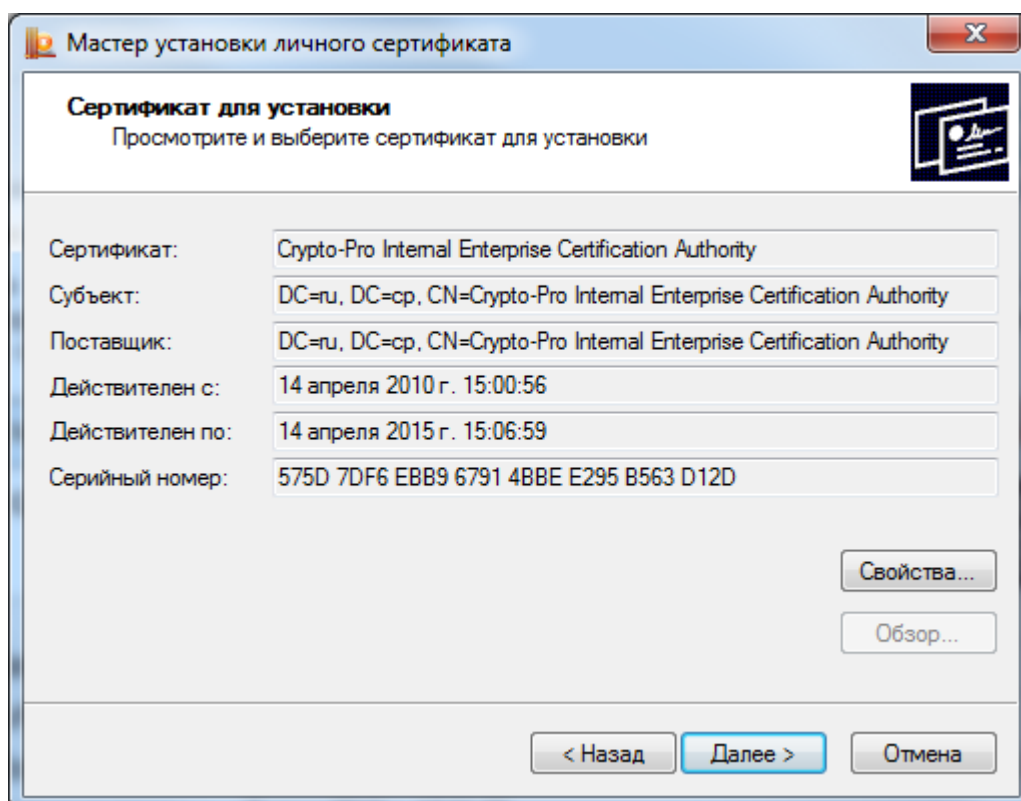 Мастер установки личного сертификата
Сертификат для установки
Просмотрите и выберите сертификат для установки
Сертификат: Crypto-Pro Internal Enterprise Certification Authority
Субъект: DC=ru, DC=cp, CN=Crypto-Pro Internal Enterprise Certification Authority
Поставщик: DC=ru, DC=cp, CN=Crypto-Pro Internal Enterprise Certification Authority
Действителен с: 14 апреля 2010 г. 15:00:56
Действителен по: 14 апреля 2015 г. 15:06:59
Серийный номер: 575D 7DF6 EBB9 6791 4BBE E295 B563 D12D
Свойства...
Обзор...
< Назад Далее > Отмена